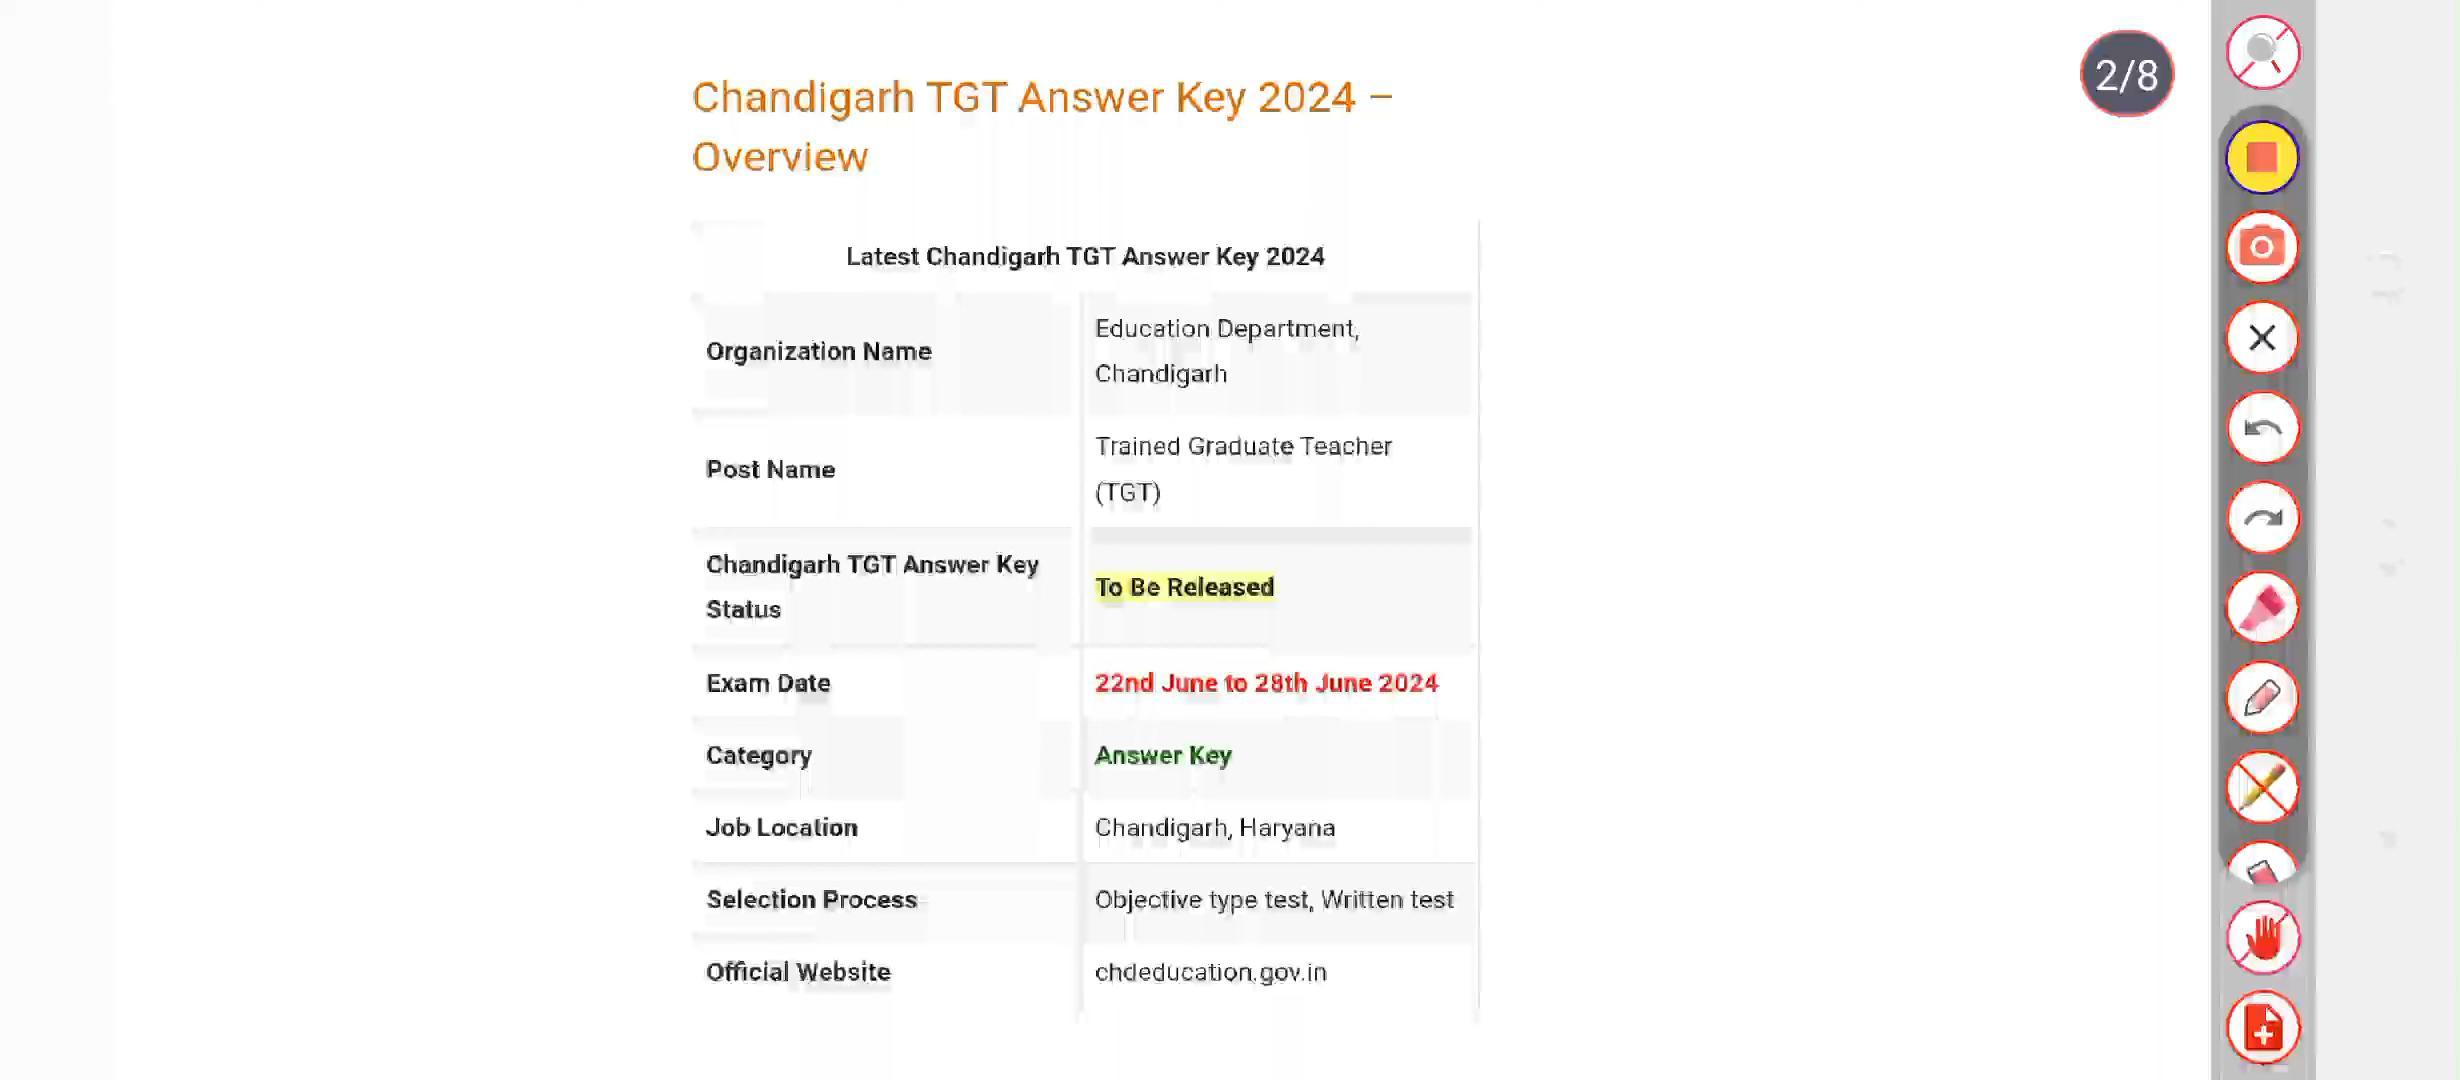 Chandigarh TGT Answer Key 2024 –
Overview
2/8
Latest Chandigarh TGT Answer Key 2024
Organization Name
Education Department,
Chandigarh
Post Name
Trained Graduate Teacher
(TGT)
Chandigarh TGT Answer Key
Status
To Be Released
Exam Date
22nd June to 28th June 2024
Category
Answer Key
Job Location
Chandigarh, Haryana
Selection Process
Objective type test, Written test
Official Website
chdeducation.gov.in